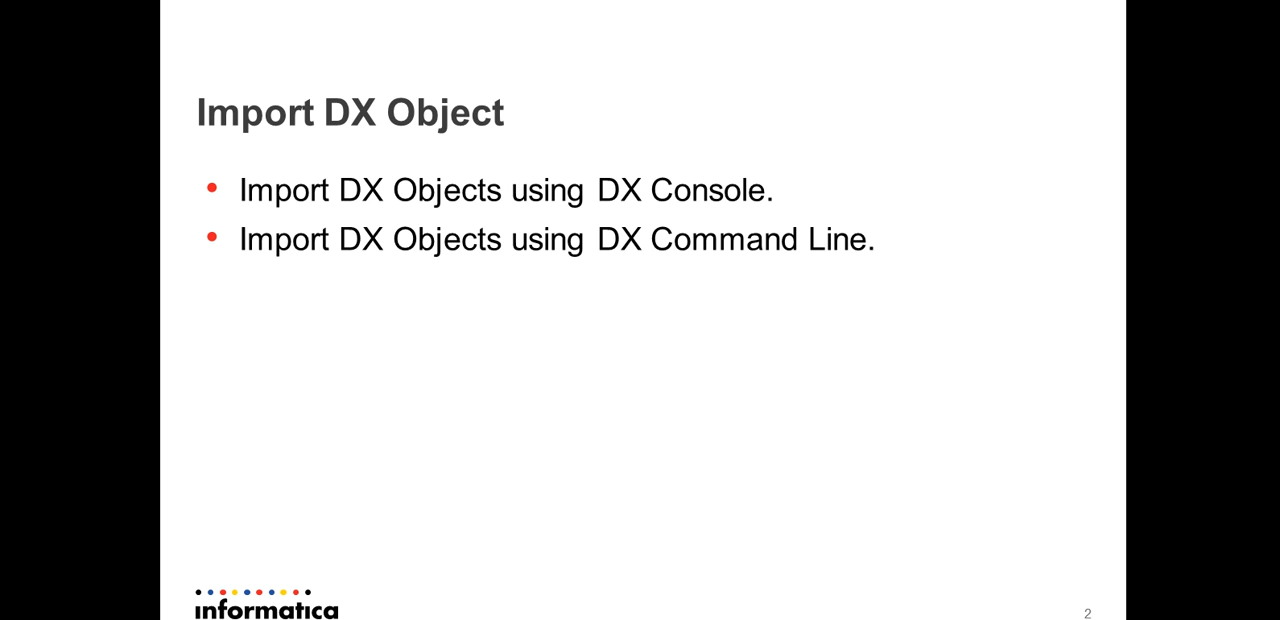 Import DX Object
• Import DX Objects using DX Console.
• Import DX Objects using DX Command Line.
informatica
2